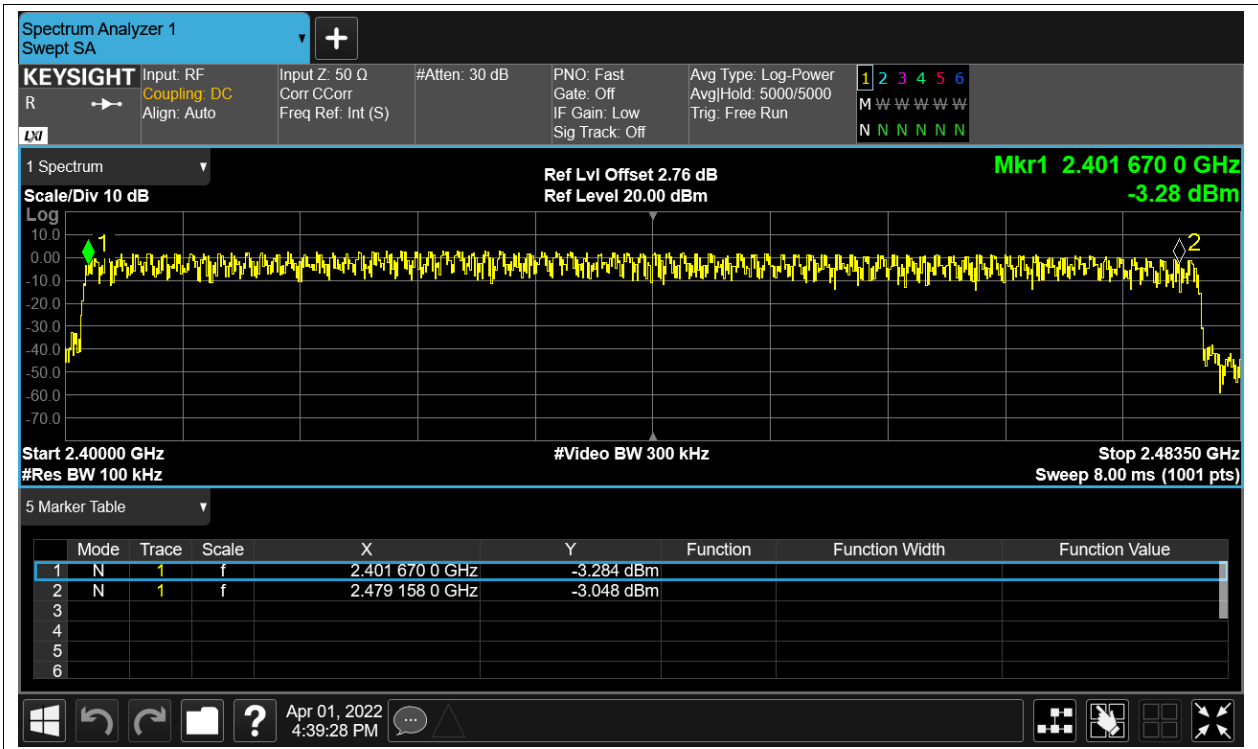 Spectrum Analyzer 1
Swept SA
KEYSIGHT
R
LXI
Input: RF
Coupling: DC
Align: Auto
Input Z: 50 Ω
Corr CCorr
Freq Ref: Int (S)
#Atten: 30 dB
PNO: Fast
Gate: Off
IF Gain: Low
Sig Track: Off
Avg Type: Log-Power
Avg|Hold: 5000/5000
Trig: Free Run
1 2 3 4 5 6
M W W W W W
N N N N N N
1 Spectrum
Scale/Div 10 dB
Ref Lvl Offset 2.76 dB
Ref Level 20.00 dBm
Mkr1 2.401 670 0 GHz
-3.28 dBm
Log
10.0
0.00
-10.0
-20.0
-30.0
-40.0
-50.0
-60.0
-70.0
1
2
Start 2.40000 GHz
#Video BW 300 kHz
Stop 2.48350 GHz
#Res BW 100 kHz
Sweep 8.00 ms (1001 pts)
5 Marker Table
Mode Trace Scale X Y Function Function Width Function Value
1 N 1 f 2.401 670 0 GHz -3.284 dBm
2 N 1 f 2.479 158 0 GHz -3.048 dBm
3
4
5
6
?
Apr 01, 2022
4:39:28 PM